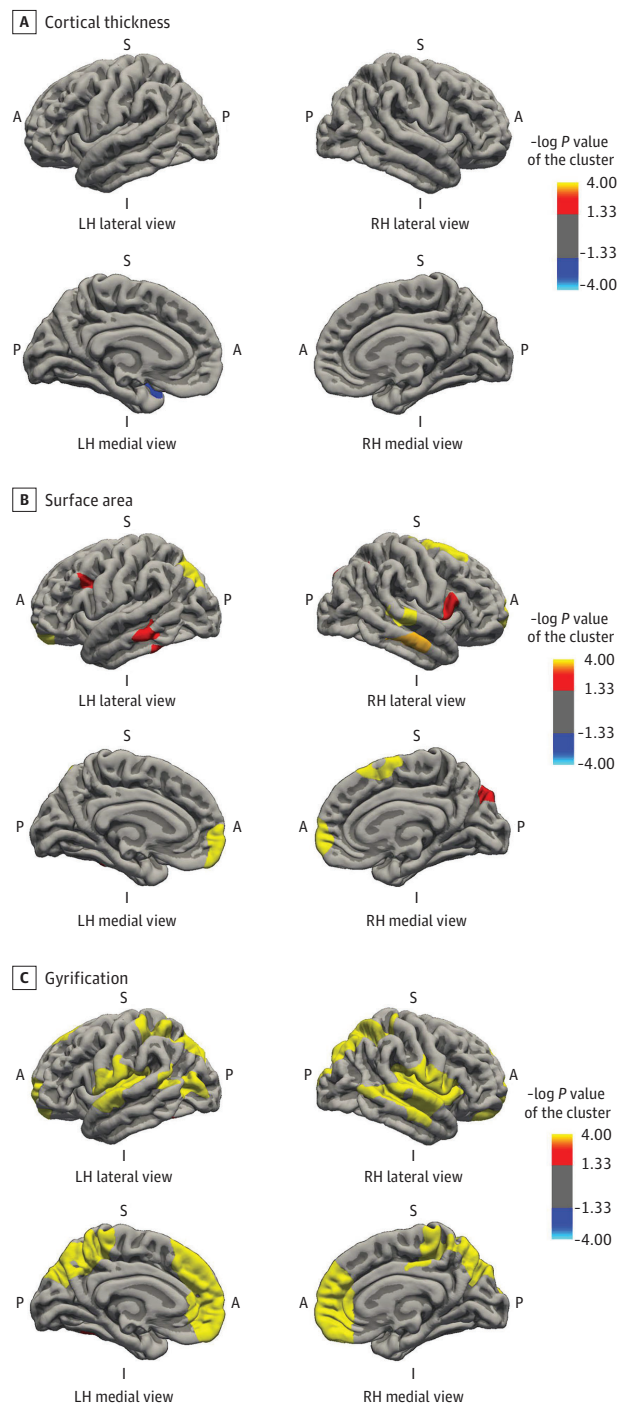 A Cortical thickness
S
S
A
P
P
A
I
I
LH lateral view
RH lateral view
S
S
P
A
A
P
I
I
LH medial view
RH medial view
–log P value
of the cluster
4.00
1.33
–1.33
–4.00
B Surface area
S
S
A
P
P
A
I
I
LH lateral view
RH lateral view
S
S
P
A
A
P
I
I
LH medial view
RH medial view
–log P value
of the cluster
4.00
1.33
–1.33
–4.00
C Gyrification
S
S
A
P
P
A
I
I
LH lateral view
RH lateral view
S
S
P
A
A
P
I
I
LH medial view
RH medial view
–log P value
of the cluster
4.00
1.33
–1.33
–4.00